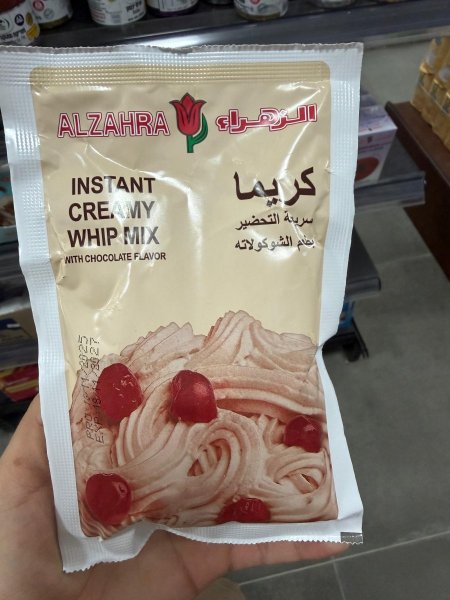 ALZAHRA الزهراء
INSTANT
CREAMY
WHIP MIX
WITH CHOCOLATE FLAVOR
كريما
سريعة التحضير
بطعم الشوكولاته